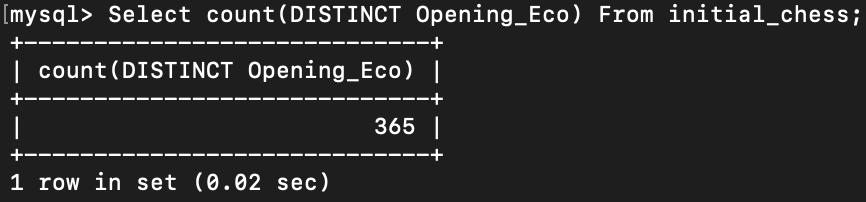 [mysql> Select count(DISTINCT Opening_Eco) From initial_chess;
+------------------------------+
| count(DISTINCT Opening_Eco) |
+------------------------------+
|                          365 |
+------------------------------+
1 row in set (0.02 sec)